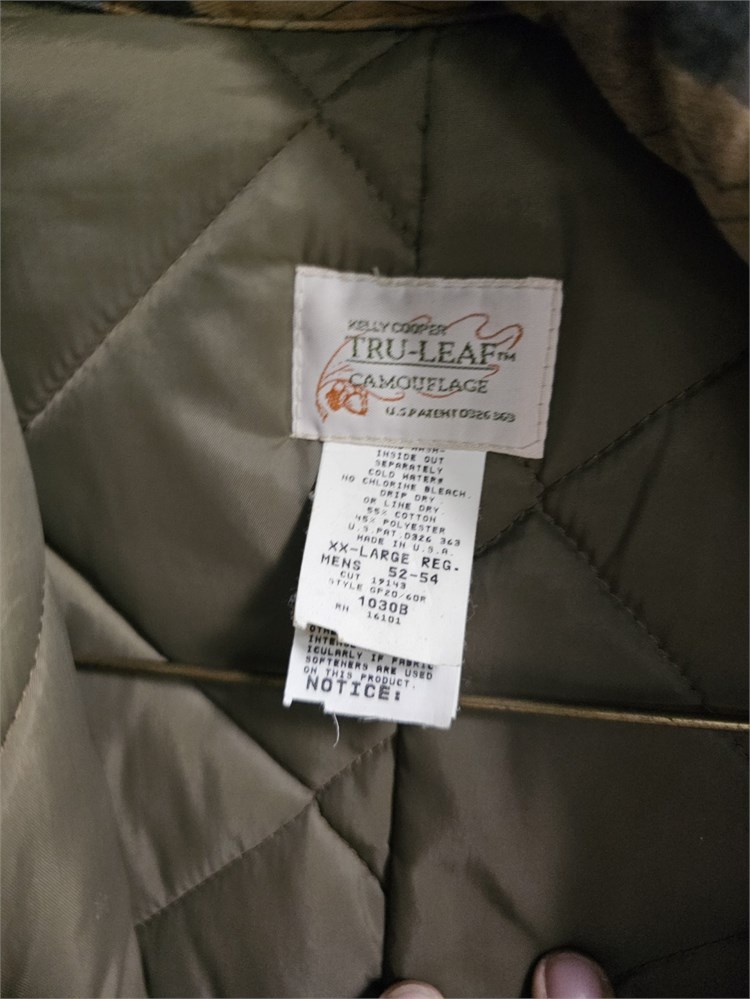 KELLY COOPER
TRU-LEAF™
CAMOUFLAGE
U.S.PATENT D326 363
INSIDE OUT
SEPARATELY
COLD WATER
NO CHLORINE BLEACH.
DRIP DRY
OR LINE DRY.
55% COTTON
45% POLYESTER
U.S.PAT.D326 363
MADE IN U.S.A.
XX-LARGE REG.
MENS 52-54
CUT 19143
STYLE GP20/60R
1030B
RH 16101
INTENSE
ICULARLY IF FABRIC
SOFTENERS ARE USED
ON THIS PRODUCT.
NOTICE: